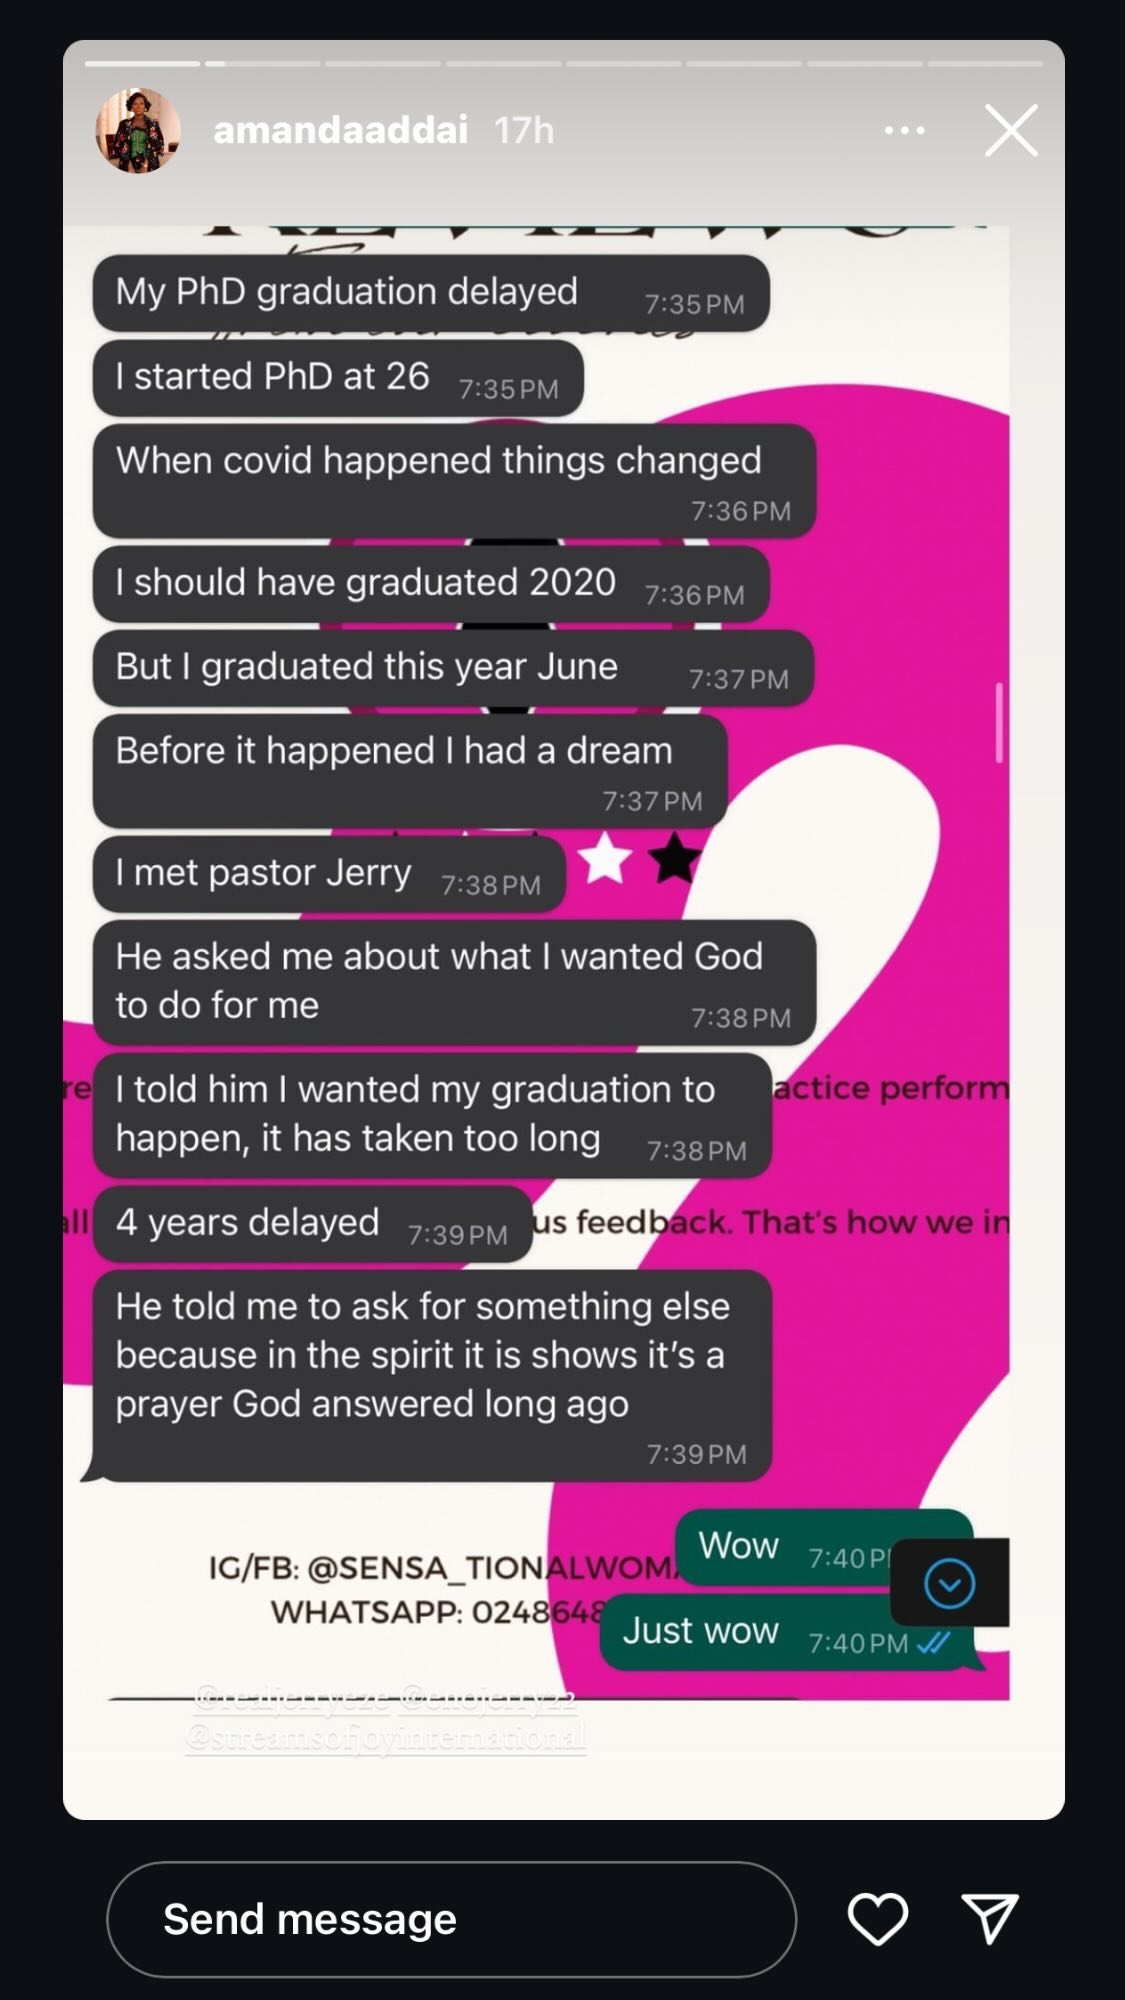 amandaaddai 17h
My PhD graduation delayed 7:35 PM
I started PhD at 26 7:35 PM
When covid happened things changed
7:36 PM
I should have graduated 2020 7:36 PM
But I graduated this year June 7:37 PM
Before it happened I had a dream
7:37 PM
I met pastor Jerry 7:38 PM
He asked me about what I wanted God
to do for me 7:38 PM
I told him I wanted my graduation to
actice perform
happen, it has taken too long 7:38 PM
4 years delayed 7:39 PM
us feedback. That's how we in
He told me to ask for something else
because in the spirit it is shows it's a
prayer God answered long ago
7:39 PM
Wow 7:40 P
IG/FB: @SENSA_TIONALWOM
WHATSAPP: 0248648
Just wow 7:40 PM
@realjerryeze @enojerry22
@streamsofjoyinternational
Send message